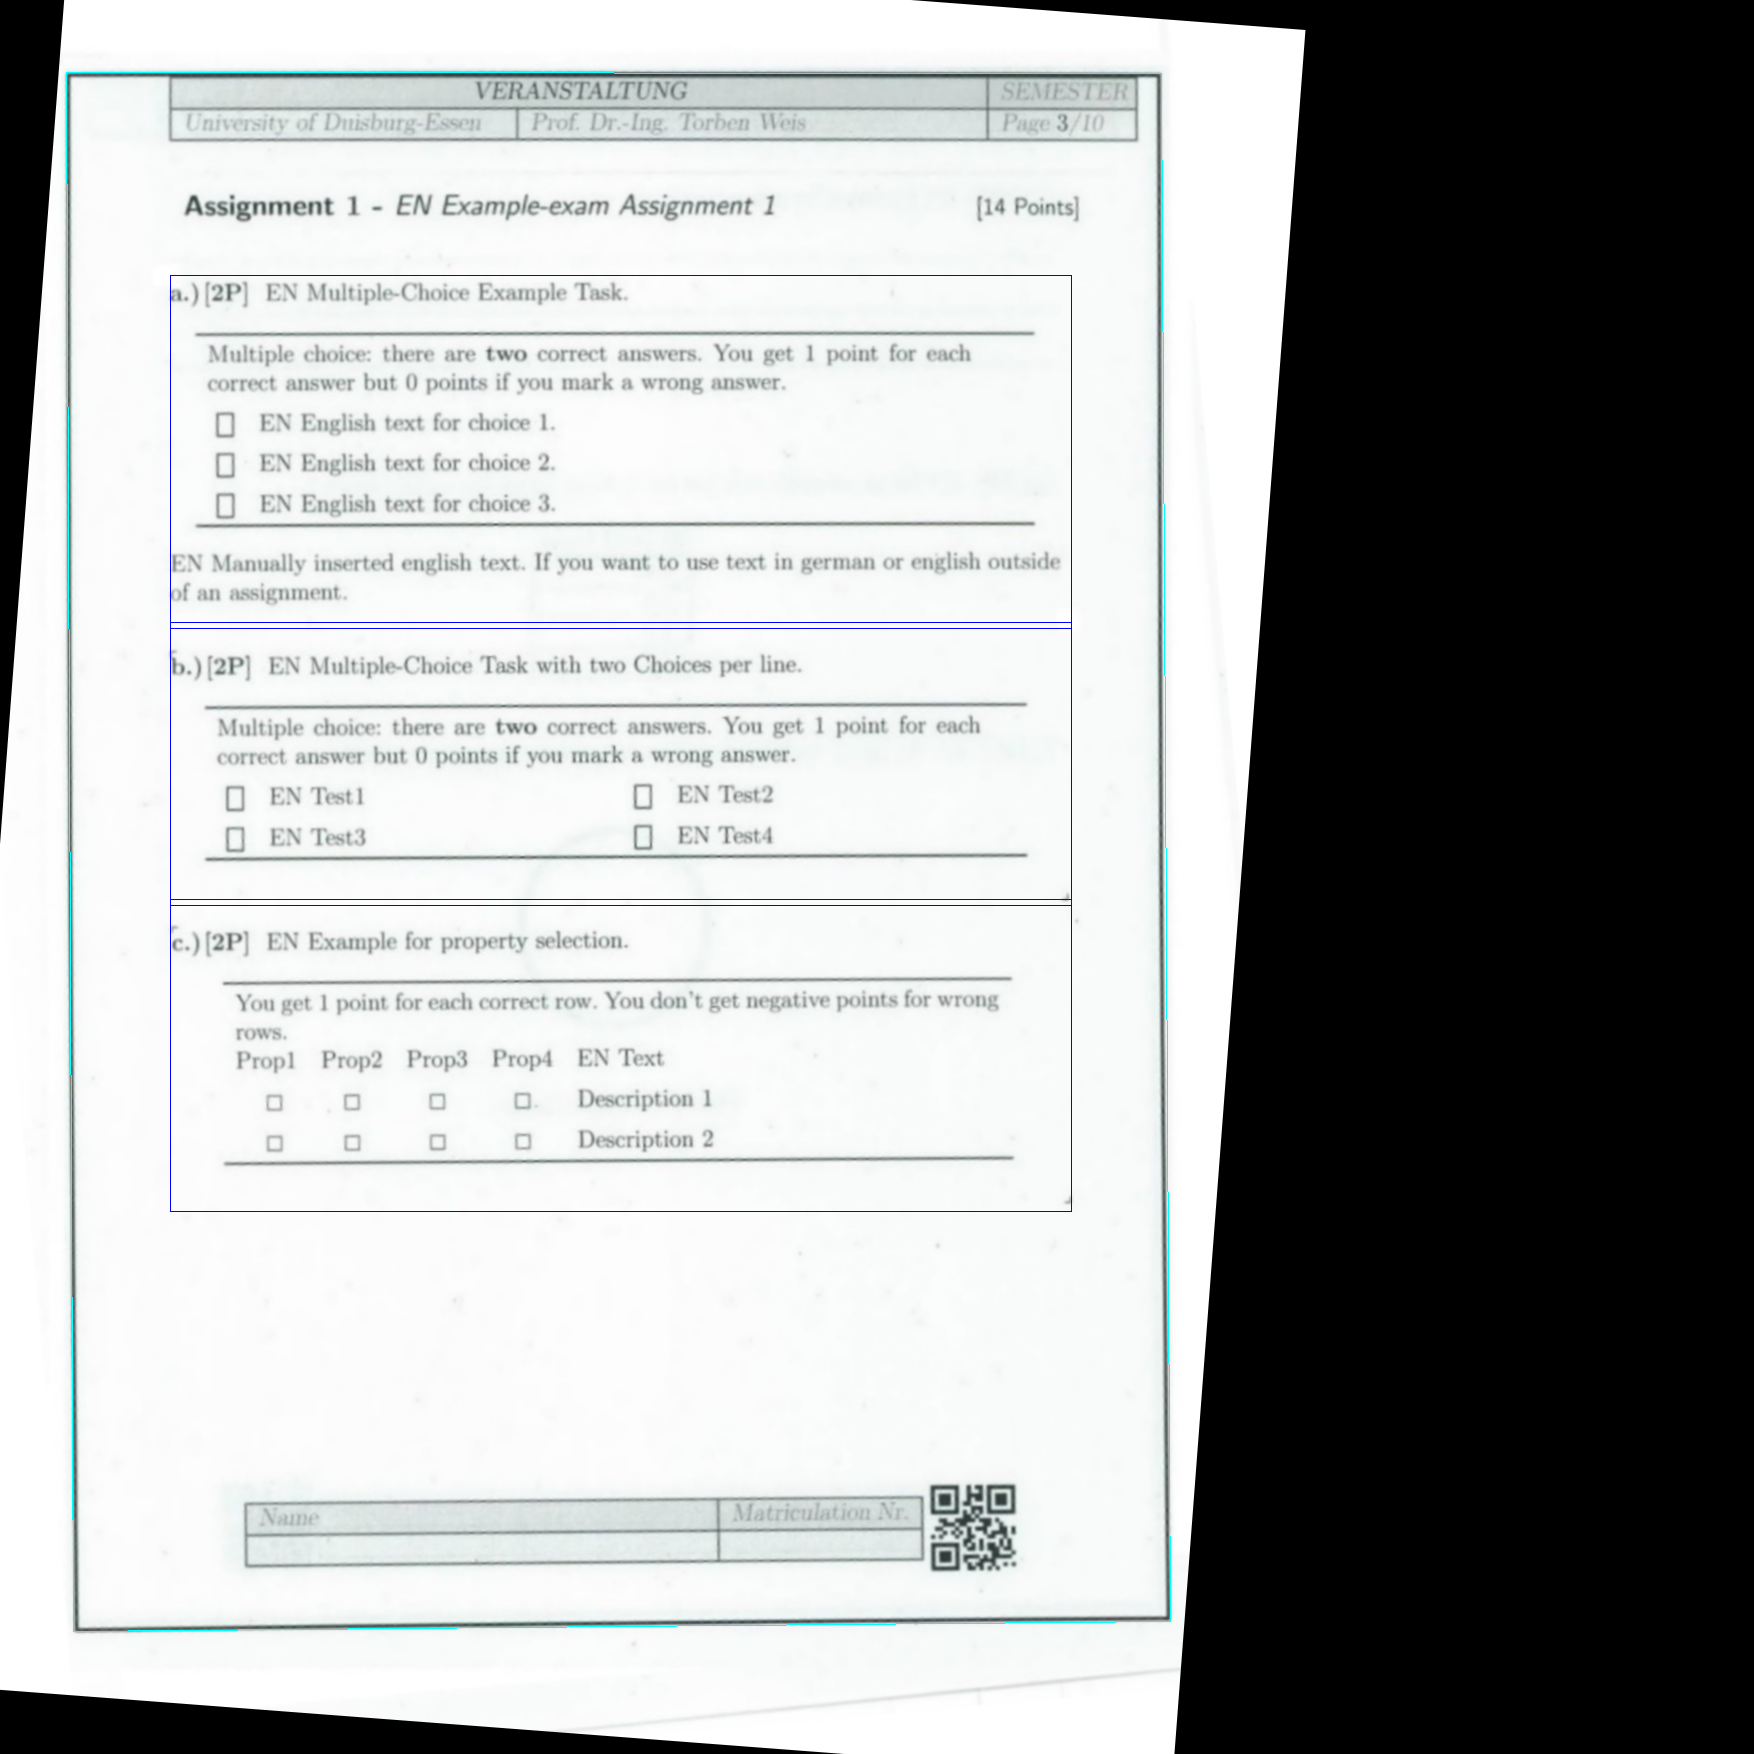 VERANSTALTUNG SEMESTER
University of Duisburg-Essen Prof. Dr.-Ing. Torben Weis Page 3/10
Assignment 1 - EN Example-exam Assignment 1 [14 Points]
a.) [2P] EN Multiple-Choice Example Task.
Multiple choice: there are two correct answers. You get 1 point for each
correct answer but 0 points if you mark a wrong answer.
EN English text for choice 1.
EN English text for choice 2.
EN English text for choice 3.
EN Manually inserted english text. If you want to use text in german or english outside
of an assignment.
b.) [2P] EN Multiple-Choice Task with two Choices per line.
Multiple choice: there are two correct answers. You get 1 point for each
correct answer but 0 points if you mark a wrong answer.
EN Test1 EN Test2
EN Test3 EN Test4
c.) [2P] EN Example for property selection.
You get 1 point for each correct row. You don't get negative points for wrong
rows.
Prop1 Prop2 Prop3 Prop4 EN Text
Description 1
Description 2
Name Matriculation Nr.